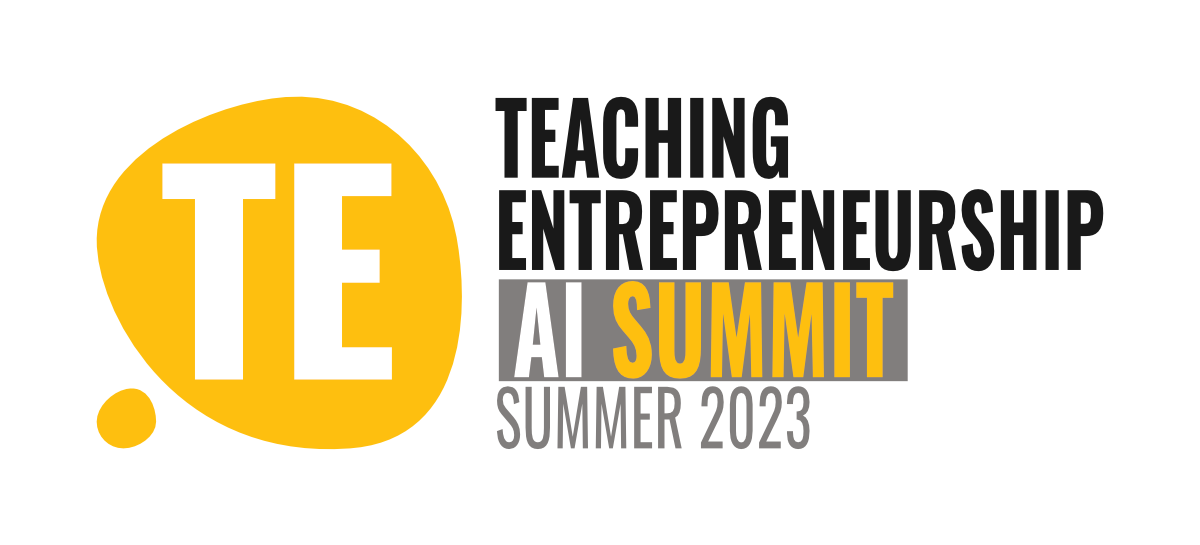 TE
TEACHING
ENTREPRENEURSHIP
AI SUMMIT
SUMMER 2023